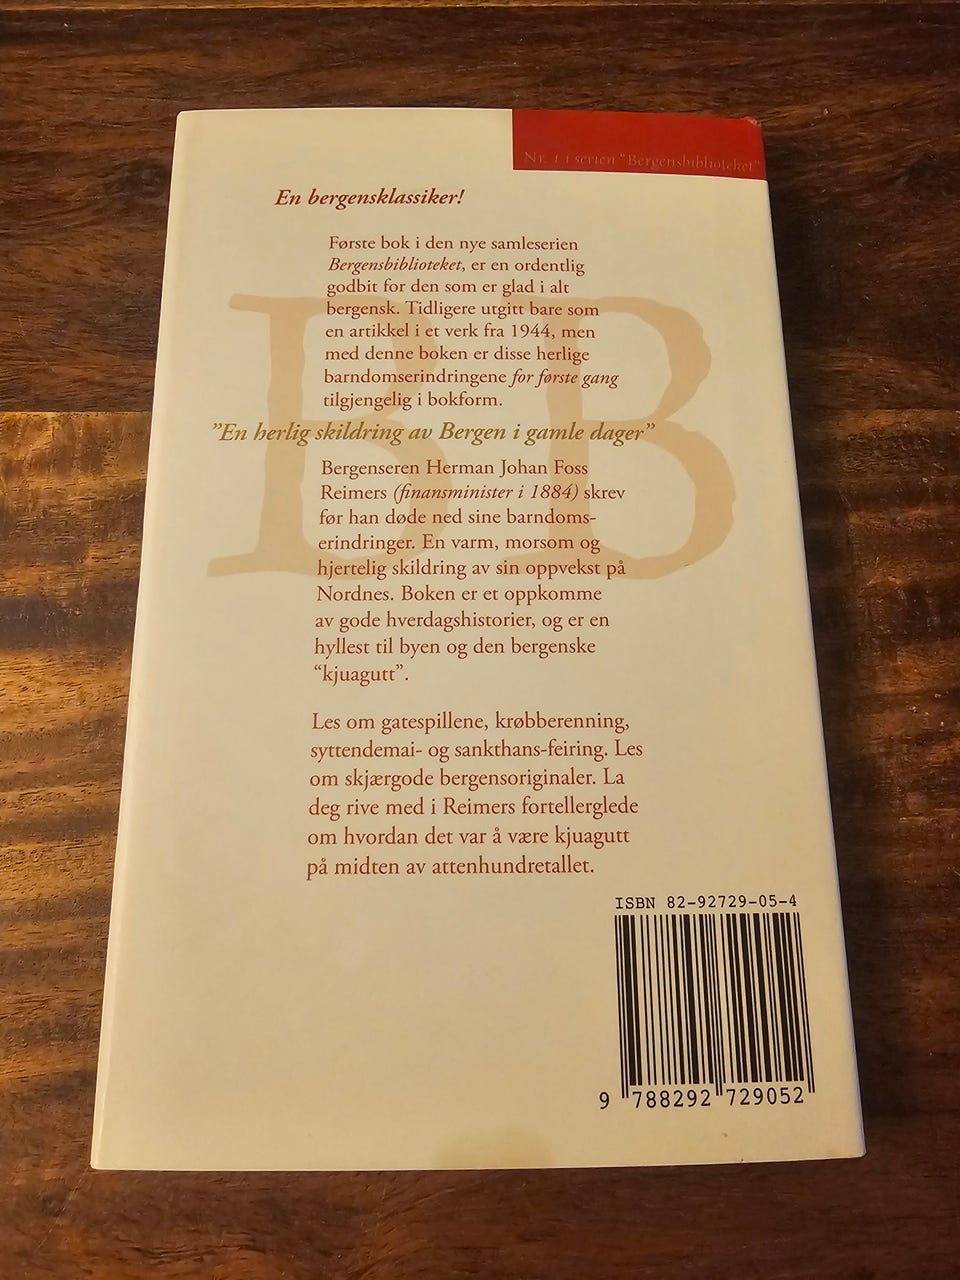 Nr. 1 i serien "Bergensbiblioteket"
En bergensklassiker!
Første bok i den nye samleserien
Bergensbiblioteket, er en ordentlig
godbit for den som er glad i alt
bergensk. Tidligere utgitt bare som
en artikkel i et verk fra 1944, men
med denne boken er disse herlige
barndomserindringene for første gang
tilgjengelig i bokform.
”En herlig skildring av Bergen i gamle dager”
Bergenseren Herman Johan Foss
Reimers (finansminister i 1884) skrev
før han døde ned sine barndoms-
erindringer. En varm, morsom og
hjertelig skildring av sin oppvekst på
Nordnes. Boken er et oppkomme
av gode hverdagshistorier, og er en
hyllest til byen og den bergenske
“kjuagutt”.
Les om gatespillene, krøbberenning,
syttendemai- og sankthans-feiring. Les
om skjærgode bergensoriginaler. La
deg rive med i Reimers fortellerglede
om hvordan det var å være kjuagutt
på midten av attenhundretallet.
BB
ISBN 82-92729-05-4
9 788292 729052